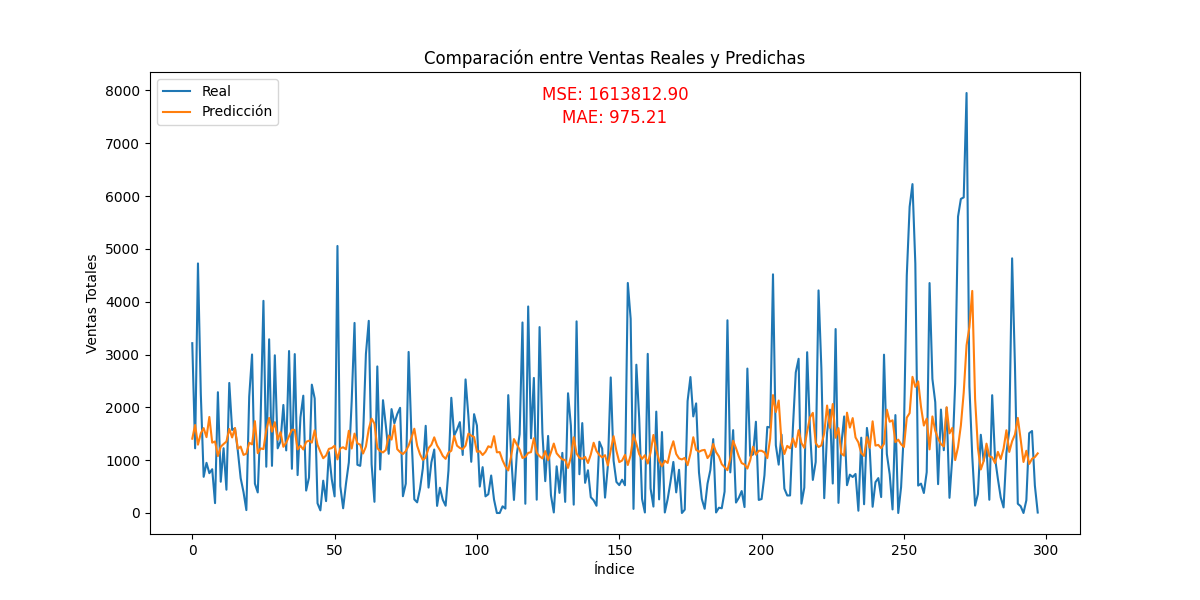 Comparación entre Ventas Reales y Predichas
Real
Predicción
MSE: 1613812.90
MAE: 975.21
Ventas Totales
8000
7000
6000
5000
4000
3000
2000
1000
0
0 50 100 150 200 250 300
Índice